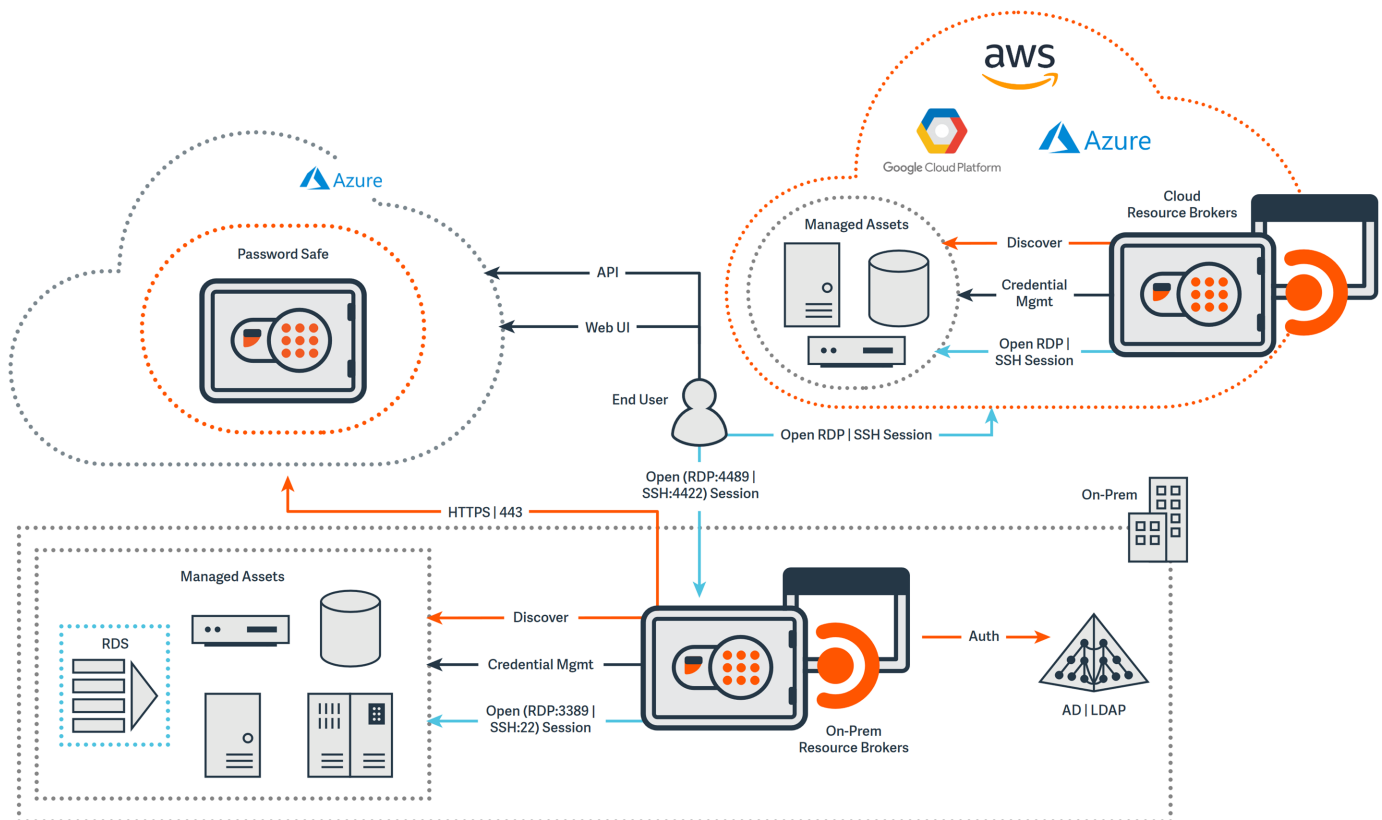 aws
Google Cloud Platform
Azure
Azure
Password Safe
API
Web UI
End User
Managed Assets
Cloud
Resource Brokers
Discover
Credential
Mgmt
Open RDP |
SSH Session
Open RDP | SSH Session
Open (RDP:4489 |
SSH:4422) Session
HTTPS | 443
On-Prem
Managed Assets
RDS
Discover
Credential Mgmt
Open (RDP:3389 |
SSH:22) Session
On-Prem
Resource Brokers
Auth
AD | LDAP